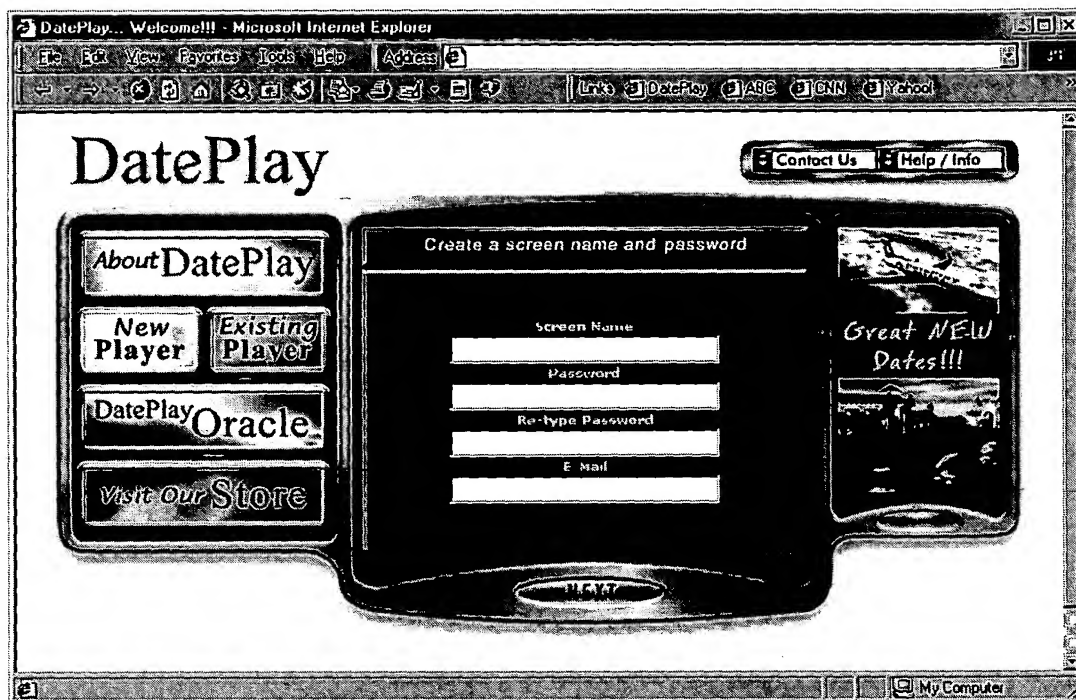 DatePlay... Welcome!!! - Microsoft Internet Explorer
File Edit View Favorites Tools Help Address
Links DatePlay ABC CNN Yahoo!
DatePlay
Contact Us Help / Info
About DatePlay
New Player
Existing Player
DatePlay Oracle
Visit Our Store
Create a screen name and password
Screen Name
Password
Re-type Password
E-Mail
NEXT
Great NEW
Dates!!!
My Computer